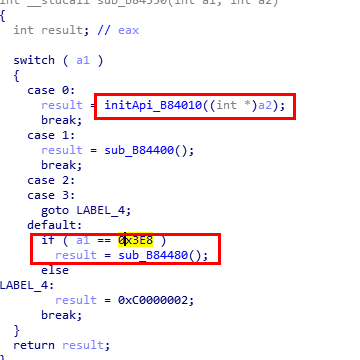 int __stdcall sub_B84550(int a1, int a2)
{
int result; // eax
switch ( a1 )
{
case 0:
result = initApi_B84010((int *)a2);
break;
case 1:
result = sub_B84400();
break;
case 2:
case 3:
goto LABEL_4;
default:
if ( a1 == 0x3E8 )
result = sub_B84480();
else
LABEL_4:
result = 0xC0000002;
break;
}
return result;
}